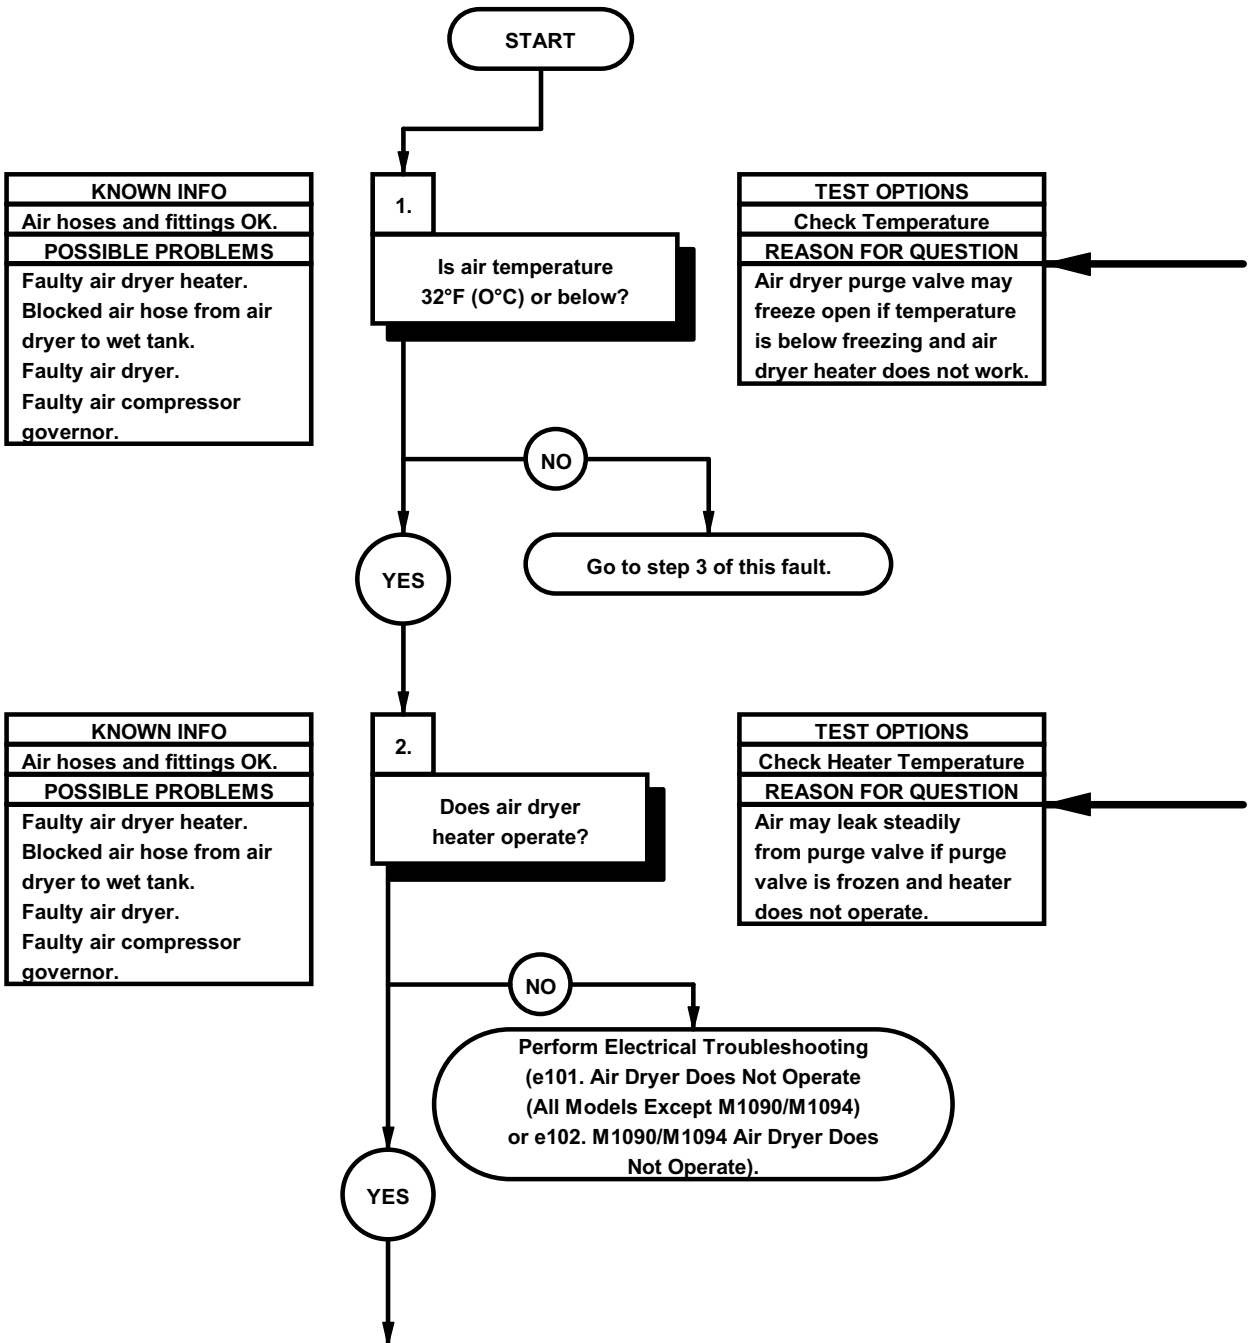 START
KNOWN INFO
Air hoses and fittings OK.
POSSIBLE PROBLEMS
Faulty air dryer heater.
Blocked air hose from air
dryer to wet tank.
Faulty air dryer.
Faulty air compressor
governor.
1.
Is air temperature
32°F (O°C) or below?
TEST OPTIONS
Check Temperature
REASON FOR QUESTION
Air dryer purge valve may
freeze open if temperature
is below freezing and air
dryer heater does not work.
NO
Go to step 3 of this fault.
YES
KNOWN INFO
Air hoses and fittings OK.
POSSIBLE PROBLEMS
Faulty air dryer heater.
Blocked air hose from air
dryer to wet tank.
Faulty air dryer.
Faulty air compressor
governor.
2.
Does air dryer
heater operate?
TEST OPTIONS
Check Heater Temperature
REASON FOR QUESTION
Air may leak steadily
from purge valve if purge
valve is frozen and heater
does not operate.
NO
Perform Electrical Troubleshooting
(e101. Air Dryer Does Not Operate
(All Models Except M1090/M1094)
or e102. M1090/M1094 Air Dryer Does
Not Operate).
YES